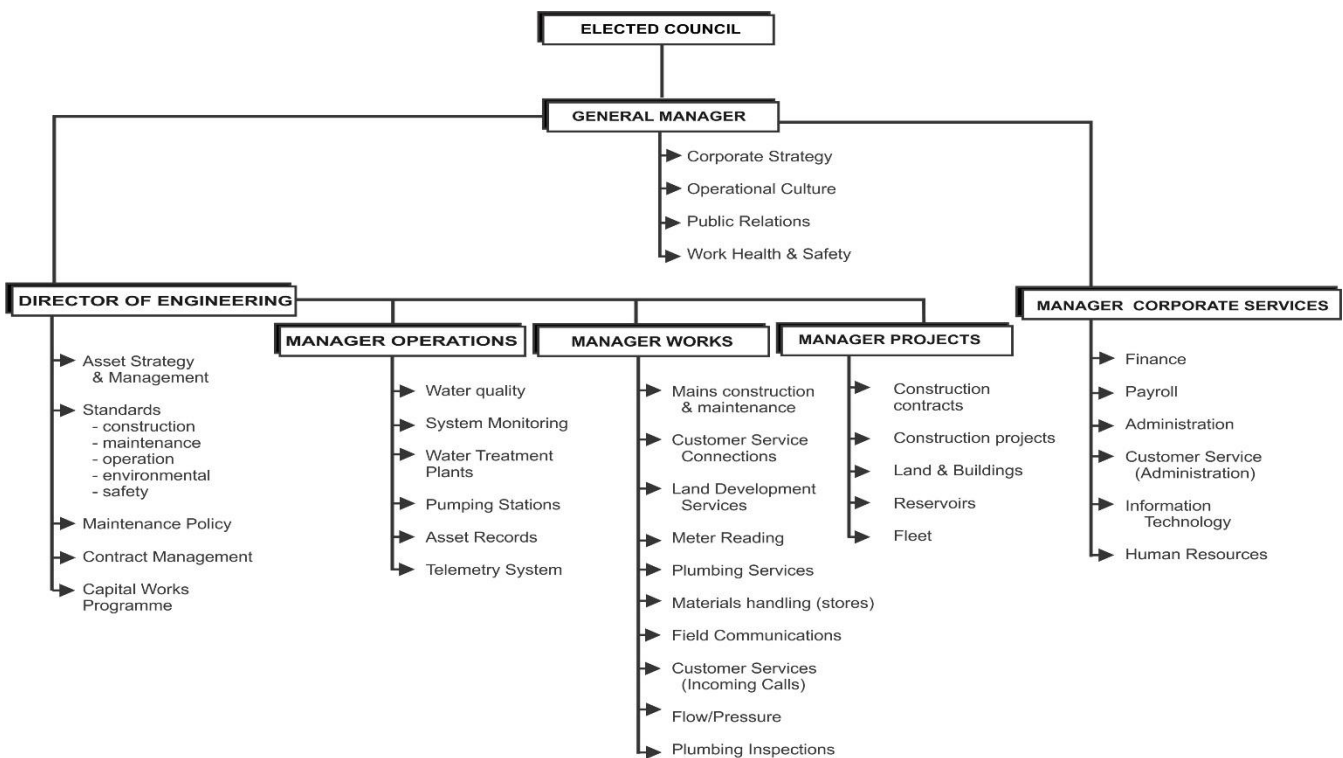 ELECTED COUNCIL
GENERAL MANAGER
Corporate Strategy
Operational Culture
Public Relations
Work Health & Safety
DIRECTOR OF ENGINEERING
Asset Strategy
& Management
Standards
- construction
- maintenance
- operation
- environmental
- safety
Maintenance Policy
Contract Management
Capital Works
Programme
MANAGER OPERATIONS
Water quality
System Monitoring
Water Treatment
Plants
Pumping Stations
Asset Records
Telemetry System
MANAGER WORKS
Mains construction
& maintenance
Customer Service
Connections
Land Development
Services
Meter Reading
Plumbing Services
Materials handling (stores)
Field Communications
Customer Services
(Incoming Calls)
Flow/Pressure
Plumbing Inspections
MANAGER PROJECTS
Construction
contracts
Construction projects
Land & Buildings
Reservoirs
Fleet
MANAGER CORPORATE SERVICES
Finance
Payroll
Administration
Customer Service
(Administration)
Information
Technology
Human Resources